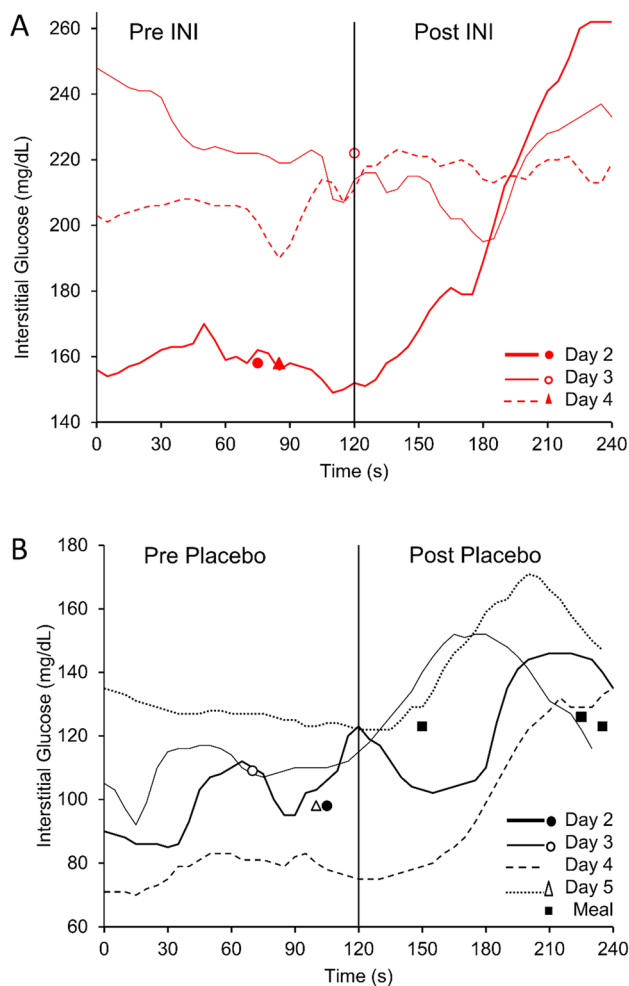 A
Pre INI
Post INI
Interstitial Glucose (mg/dL)
260
240
220
200
180
160
140
0
30
60
90
120
150
180
210
240
Time (s)
Day 2
Day 3
Day 4
B
Pre Placebo
Post Placebo
Interstitial Glucose (mg/dL)
180
160
140
120
100
80
60
0
30
60
90
120
150
180
210
240
Time (s)
Day 2
Day 3
Day 4
Day 5
Meal